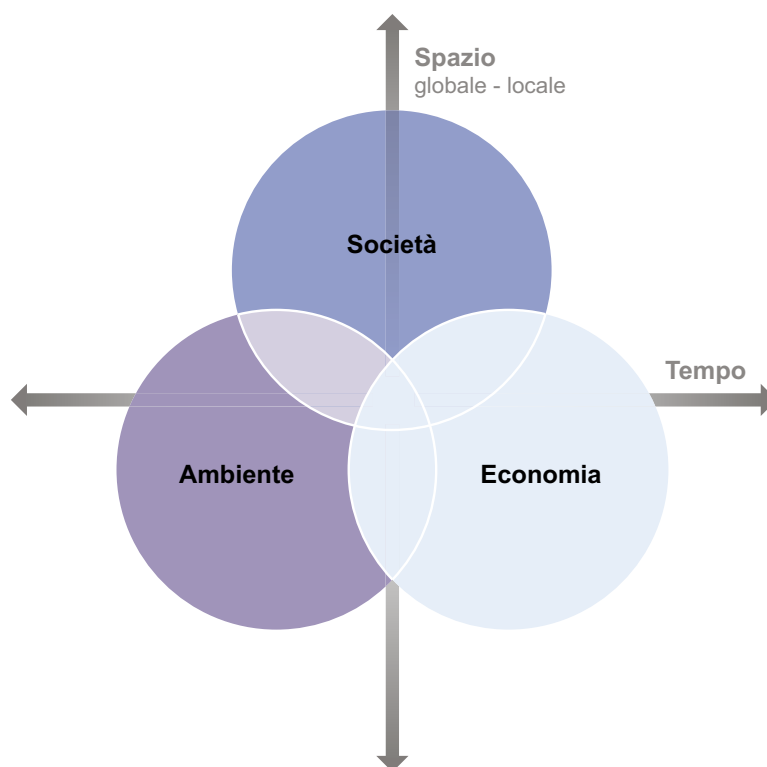 Spazio
globale - locale
Società
Tempo
Ambiente
Economia